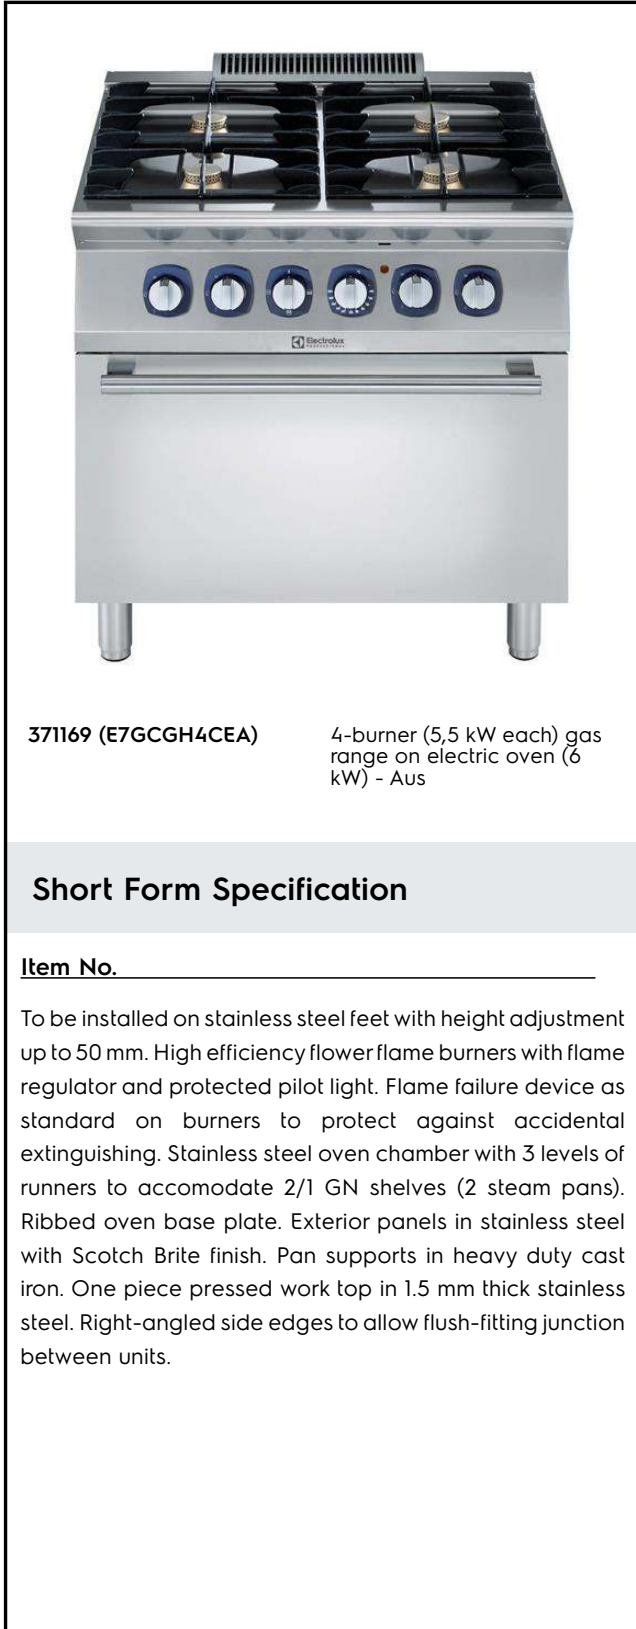 Electrolux
PROFESSIONAL
371169 (E7GCGH4CEA)
4-burner (5,5 kW each) gas
range on electric oven (6
kW) - Aus
Short Form Specification
Item No.
To be installed on stainless steel feet with height adjustment
up to 50 mm. High efficiency flower flame burners with flame
regulator and protected pilot light. Flame failure device as
standard on burners to protect against accidental
extinguishing. Stainless steel oven chamber with 3 levels of
runners to accomodate 2/1 GN shelves (2 steam pans).
Ribbed oven base plate. Exterior panels in stainless steel
with Scotch Brite finish. Pan supports in heavy duty cast
iron. One piece pressed work top in 1.5 mm thick stainless
steel. Right-angled side edges to allow flush-fitting junction
between units.